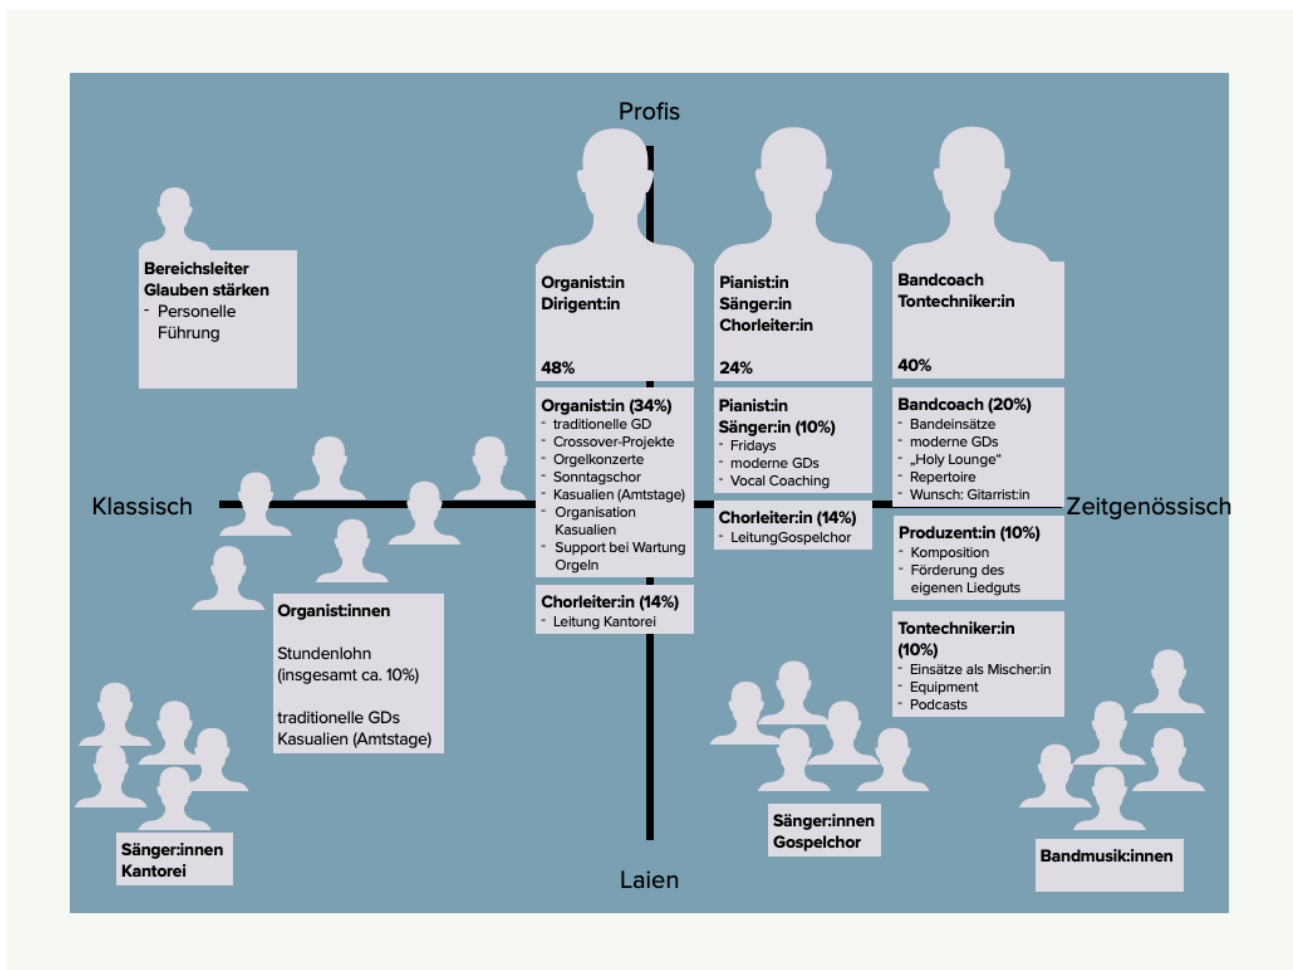 Profis
Bereichsleiter
Glauben stärken
- Personelle
Führung
Organist:in
Dirigent:in
48%
Pianist:in
Sänger:in
Chorleiter:in
24%
Bandcoach
Tontechniker:in
40%
Organist:in (34%)
- traditionelle GD
- Crossover-Projekte
- Orgelkonzerte
- Sonntagschor
- Kasualien (Amtstage)
- Organisation
Kasualien
- Support bei Wartung
Orgeln
Chorleiter:in (14%)
- Leitung Kantorei
Pianist:in
Sänger:in (10%)
- Fridays
- moderne GDs
- Vocal Coaching
Chorleiter:in (14%)
- LeitungGospelchor
Bandcoach (20%)
- Bandeinsätze
- moderne GDs
- „Holy Lounge“
- Repertoire
- Wunsch: Gitarrist:in
Produzent:in (10%)
- Komposition
- Förderung des
eigenen Liedguts
Tontechniker:in
(10%)
- Einsätze als Mischer:in
- Equipment
- Podcasts
Klassisch
Zeitgenössisch
Organist:innen
Stundenlohn
(insgesamt ca. 10%)
traditionelle GDs
Kasualien (Amtstage)
Sänger:innen
Kantorei
Sänger:innen
Gospelchor
Bandmusik:innen
Laien